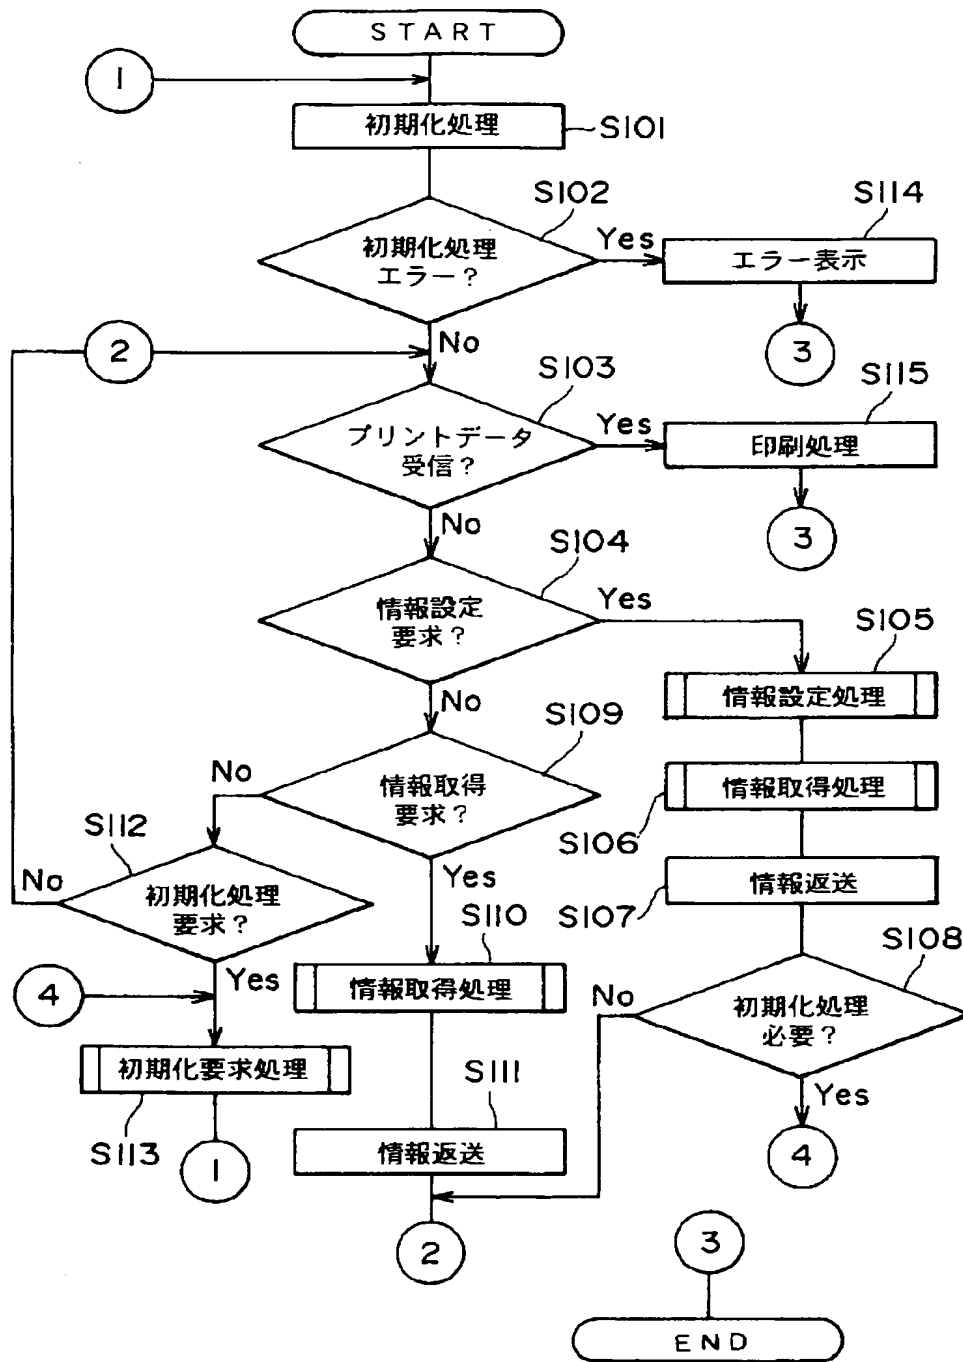 START
1
初期化処理
S101
S102
初期化処理
エラー?
Yes
S114
エラー表示
3
No
2
S103
プリントデータ
受信?
Yes
S115
印刷処理
3
No
S104
情報設定
要求?
Yes
S105
情報設定処理
No
S109
情報取得
要求?
No
情報取得処理
S106
S112
初期化処理
要求?
No
Yes
情報返送
S107
S110
情報取得処理
S108
初期化処理
必要?
No
Yes
4
Yes
4
初期化要求処理
S113
1
S111
情報返送
2
3
END